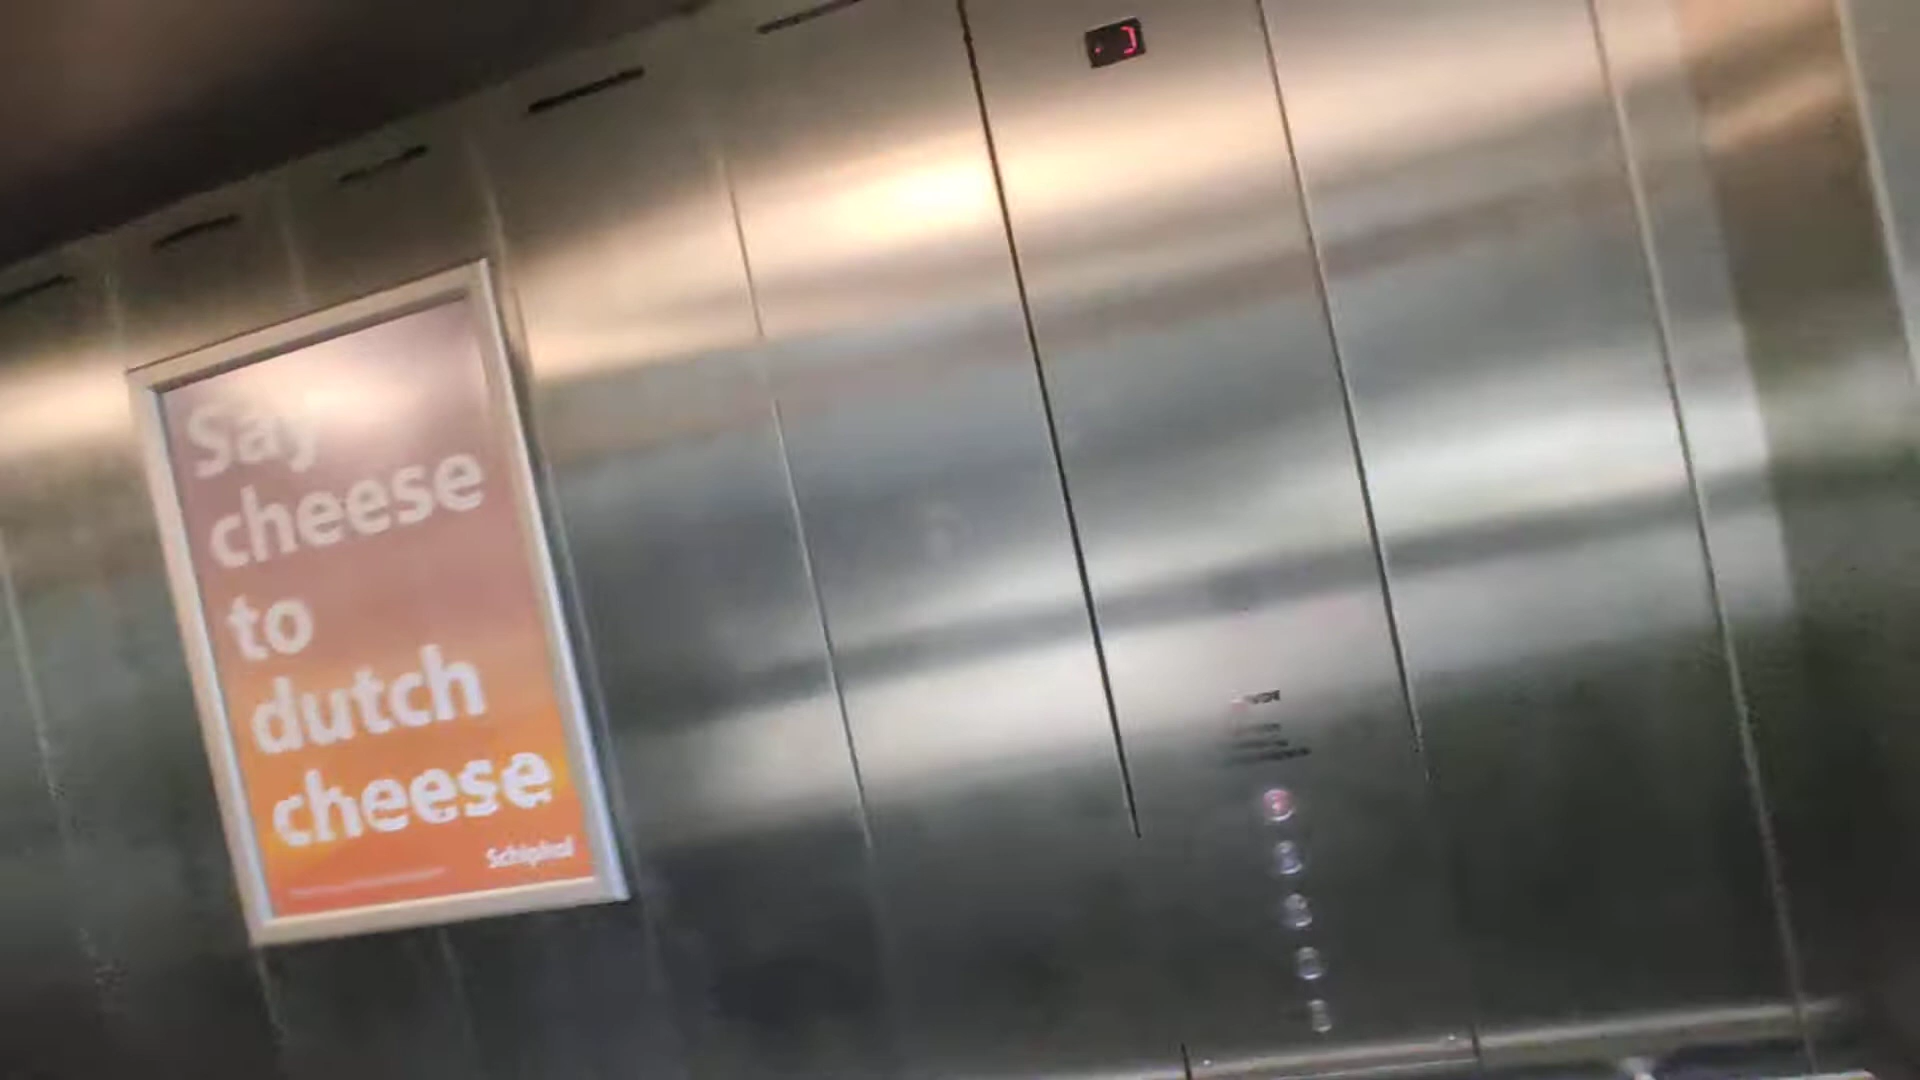 Say
cheese
to
dutch
cheese
Schiphol